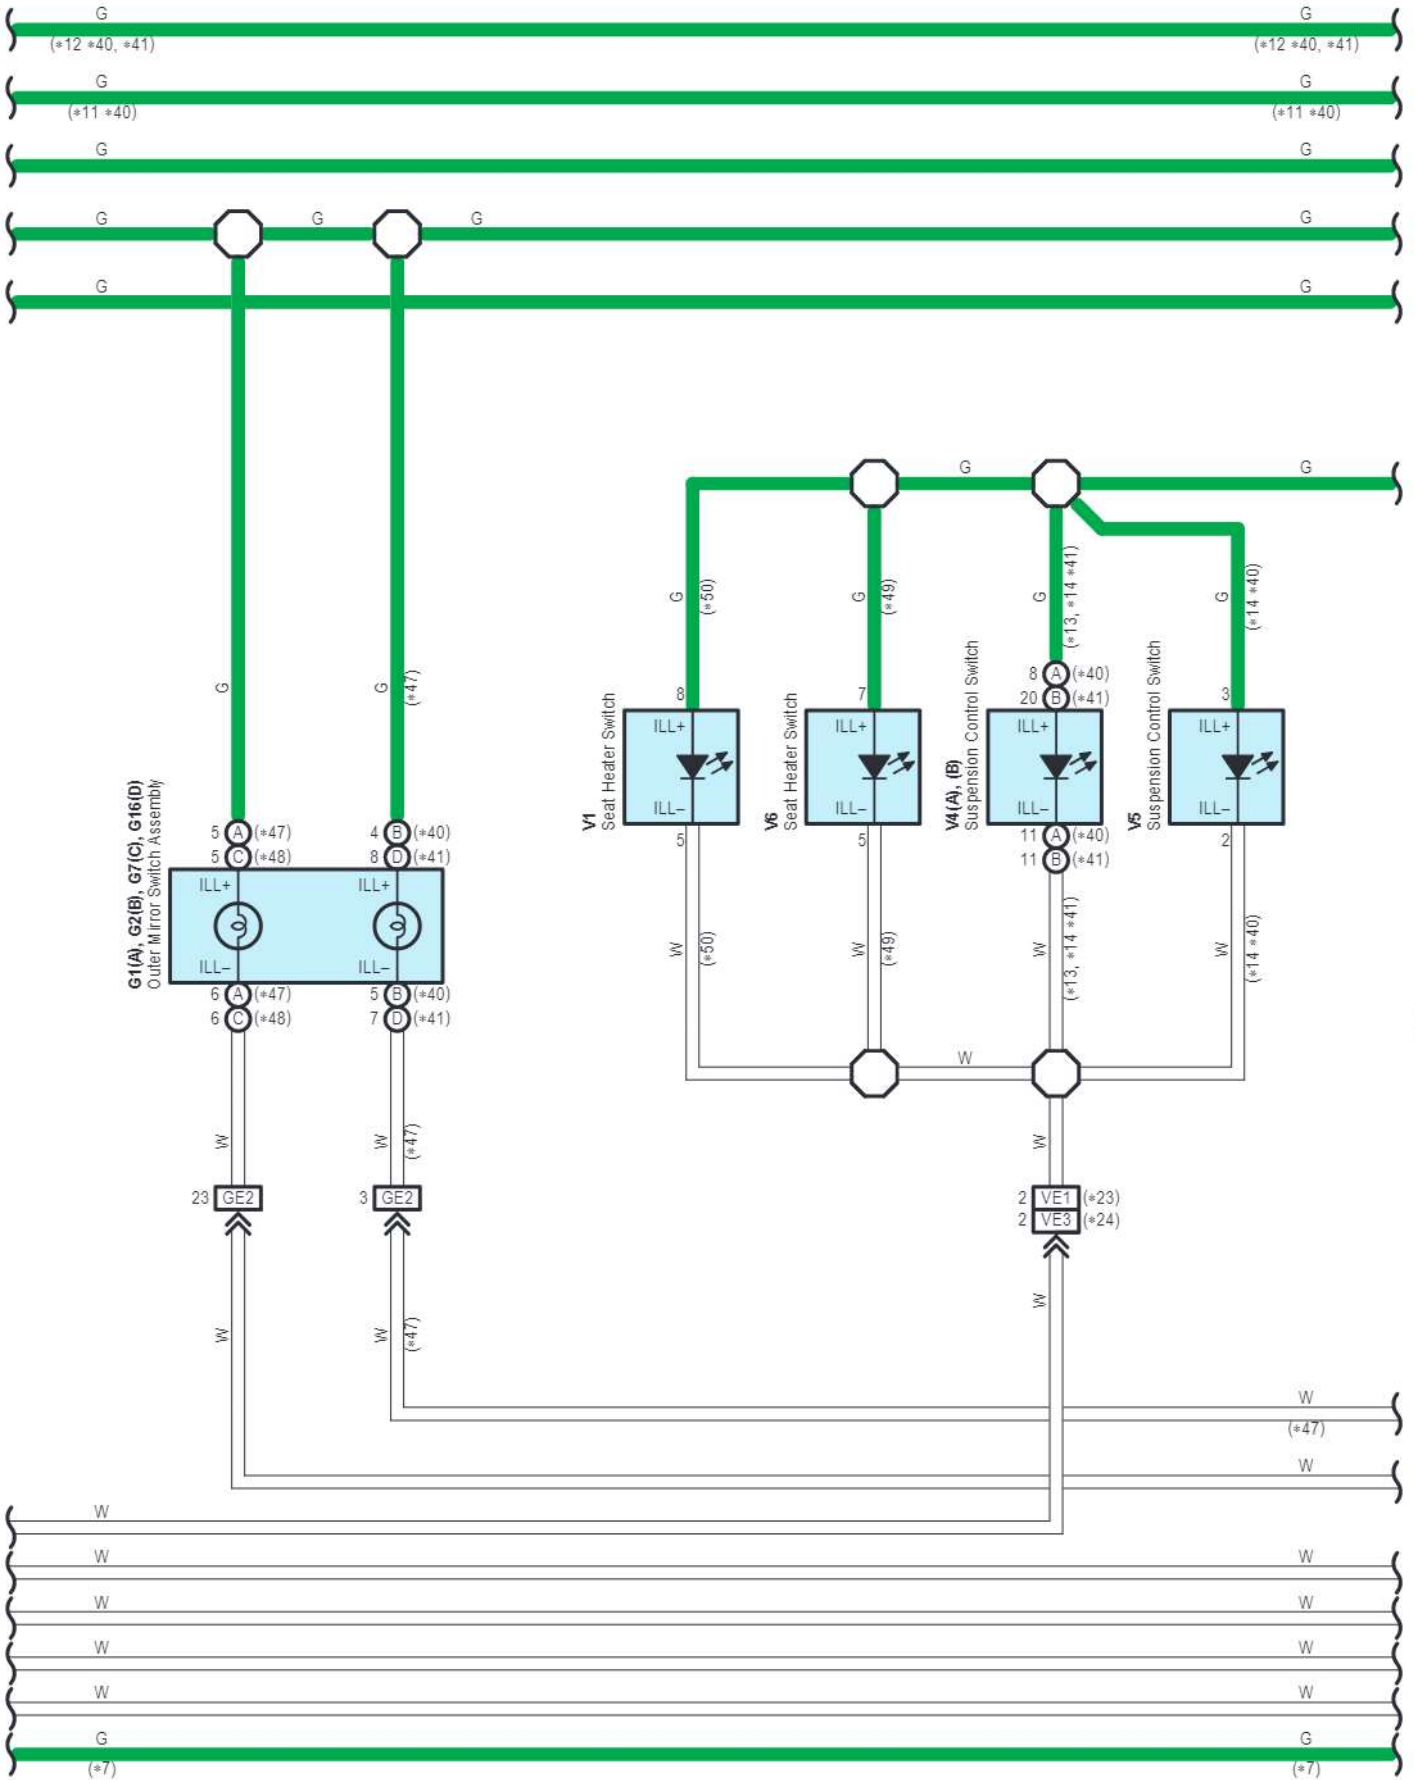 G G
(*12 *40, *41) (*12 *40, *41)
G G
(*11 *40) (*11 *40)
G G
G G G G
G G
G G
G (*50)
G (*49)
G (*13, *14 *41)
G (*14 *40)
G
G (*47)
8 A (*40)
20 B (*41)
8 7 3
V1
Seat Heater Switch
ILL+
ILL−
V6
Seat Heater Switch
ILL+
ILL−
V4(A), (B)
Suspension Control Switch
ILL+
ILL−
V5
Suspension Control Switch
ILL+
ILL−
5 5 2
11 A (*40)
11 B (*41)
G1(A), G2(B), G7(C), G16(D)
Outer Mirror Switch Assembly
5 A (*47) 4 B (*40)
5 C (*48) 8 D (*41)
ILL+ ILL+
ILL− ILL−
6 A (*47) 5 B (*40)
6 C (*48) 7 D (*41)
W (*50)
W (*49)
W (*13, *14 *41)
W (*14 *40)
W
W
W (*47)
W
23 GE2 3 GE2
2 VE1 (*23)
2 VE3 (*24)
W
W
W (*47)
W
(*47)
W
W
W W
W W
W W
W W
G G
(*7) (*7)